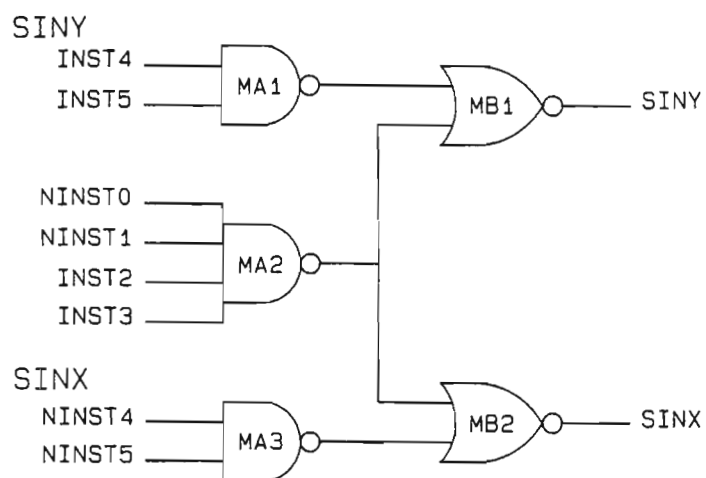 SINY
INST4
INST5
MA1
MB1
SINY
NINST0
NINST1
INST2
INST3
MA2
SINX
NINST4
NINST5
MA3
MB2
SINX